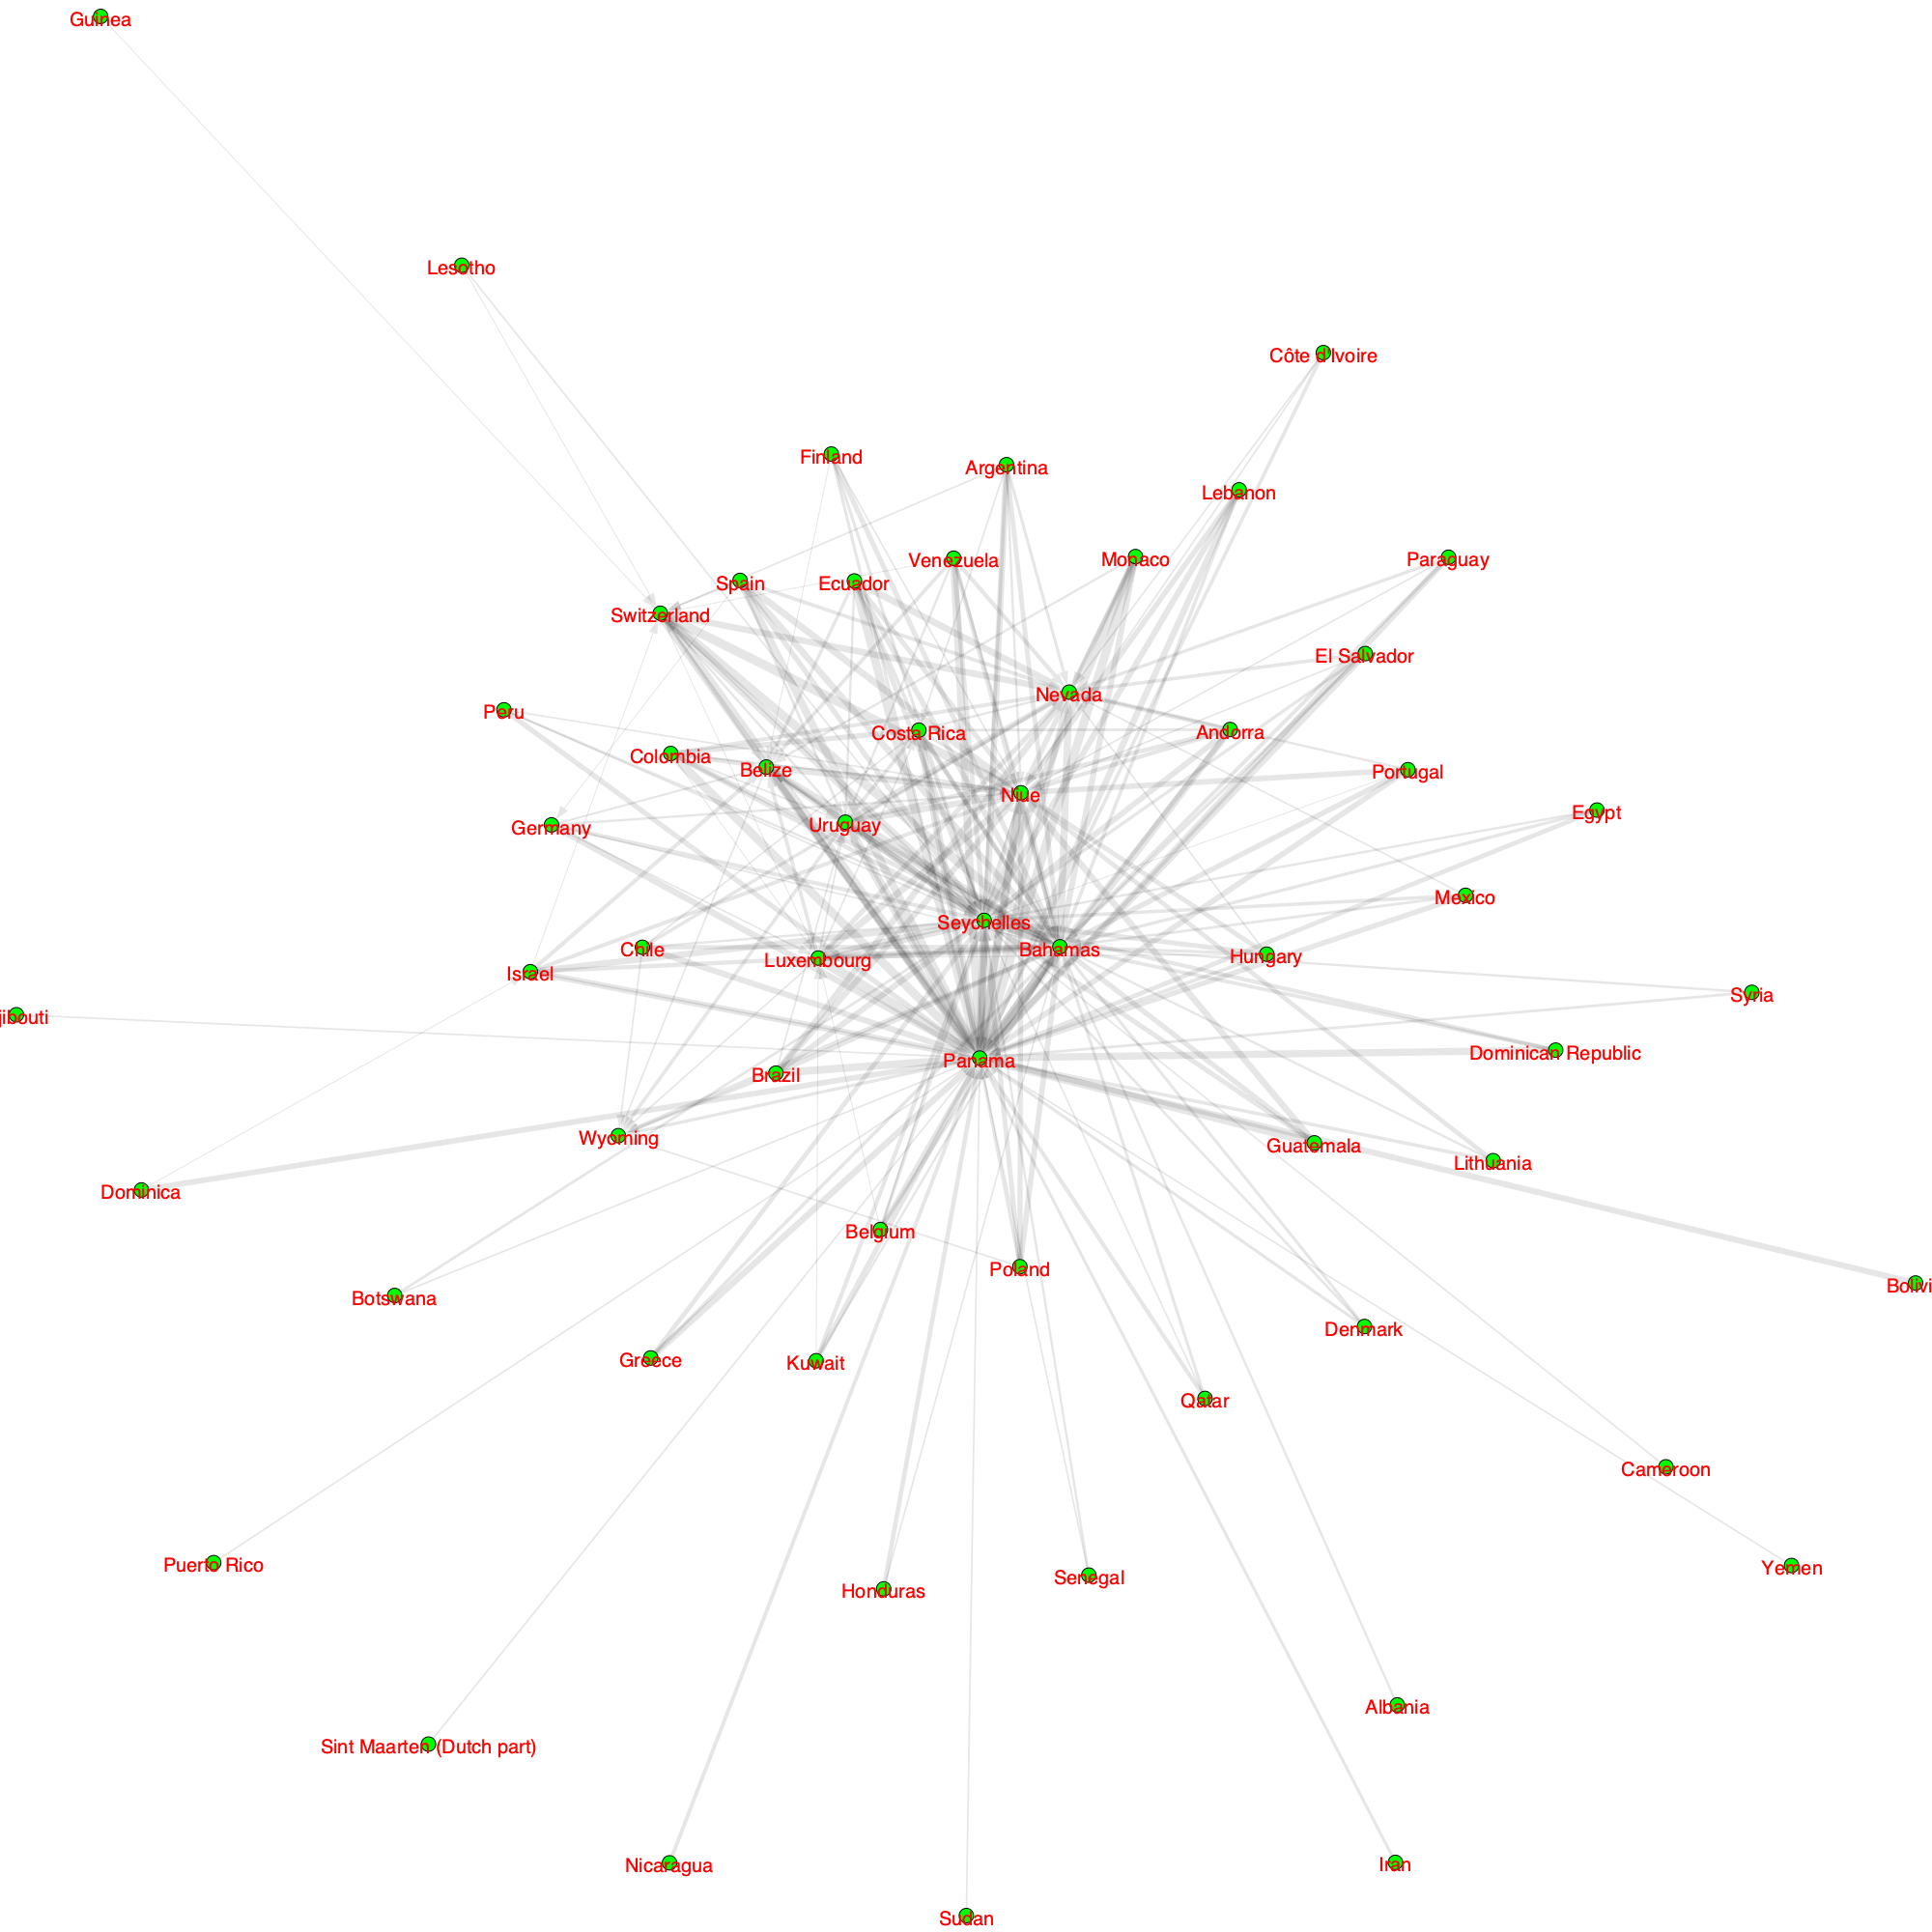 Guinea
Lesotho
Côte d'Ivoire
Finland
Argentina
Lebanon
Venezuela
Monaco
Paraguay
Spain
Ecuador
Switzerland
El Salvador
Nevada
Peru
Costa Rica
Andorra
Colombia
Belize
Portugal
Niue
Egypt
Germany
Uruguay
Mexico
Seychelles
Chile
Bahamas
Luxembourg
Hungary
Israel
Syria
jibouti
Panama
Dominican Republic
Brazil
Wyoming
Guatemala
Lithuania
Dominica
Belgium
Poland
Bolivi
Botswana
Denmark
Greece
Kuwait
Qatar
Cameroon
Puerto Rico
Yemen
Senegal
Honduras
Albania
Sint Maarten (Dutch part)
Nicaragua
Iran
Sudan